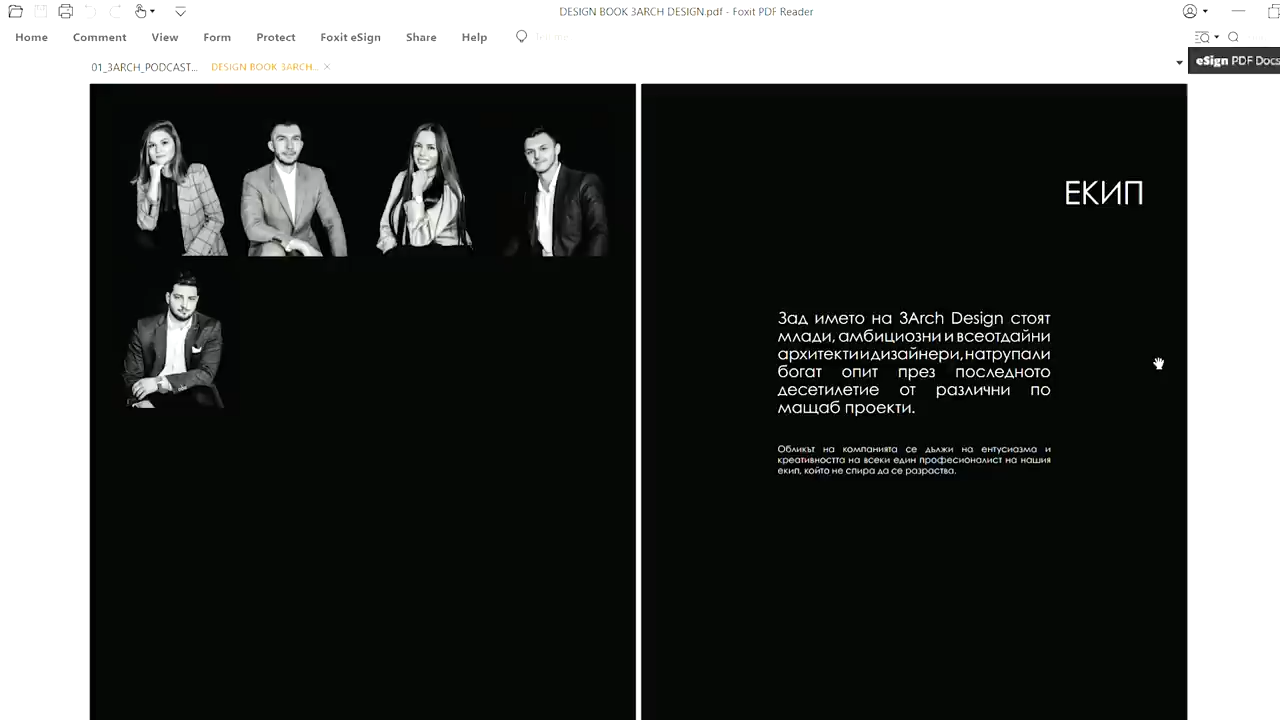 DESIGN BOOK 3ARCH DESIGN.pdf - Foxit PDF Reader
Home Comment View Form Protect Foxit eSign Share Help Tell me
01_3ARCH_PODCAST... DESIGN BOOK 3ARCH...
eSign PDF Docs
ЕКИП
Зад името на 3Arch Design стоят
млади, амбициозни и всеотдайни
архитекти и дизайнери, натрупали
богат опит през последното
десетилетие от различни по
мащаб проекти.
Обликът на компанията се дължи на ентусиазма и
креативността на всеки един професионалист на нашия
екип, който не спира да се разраства.